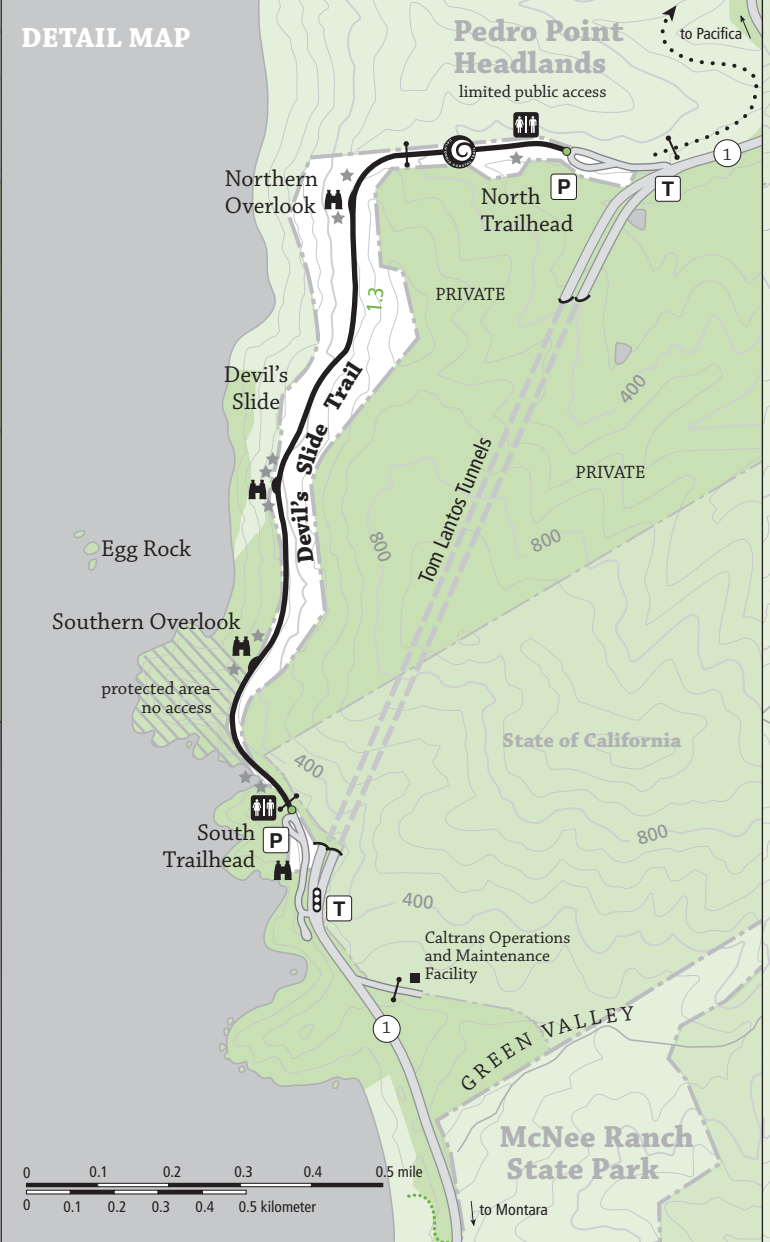 DETAIL MAP
Pedro Point
Headlands
limited public access
to Pacifica
1
C
Northern
Overlook
P
T
North
Trailhead
1.3
PRIVATE
400
Devil's
Slide
Devil's Slide Trail
PRIVATE
Tom Lantos Tunnels
800
800
Egg Rock
Southern Overlook
protected area–
no access
State of California
400
800
South
Trailhead
P
T
400
Caltrans Operations
and Maintenance
Facility
1
GREEN VALLEY
McNee Ranch
State Park
0 0.1 0.2 0.3 0.4 0.5 mile
0 0.1 0.2 0.3 0.4 0.5 kilometer
to Montara